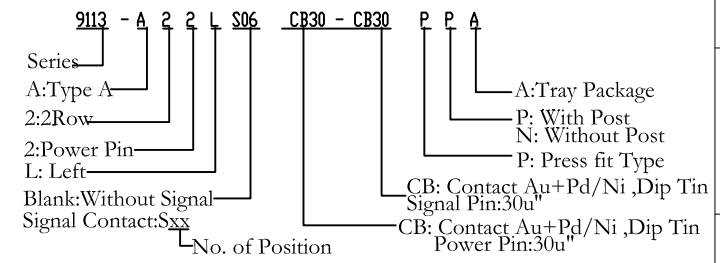 9113 - A 2 2 L S06 CB30 - CB30 P P A
Series
A:Type A
2:2Row
2:Power Pin
L: Left
Blank:Without Signal
Signal Contact:Sxx
No. of Position
A:Tray Package
P: With Post
N: Without Post
P: Press fit Type
CB: Contact Au+Pd/Ni ,Dip Tin
Signal Pin:30u"
CB: Contact Au+Pd/Ni ,Dip Tin
Power Pin:30u"